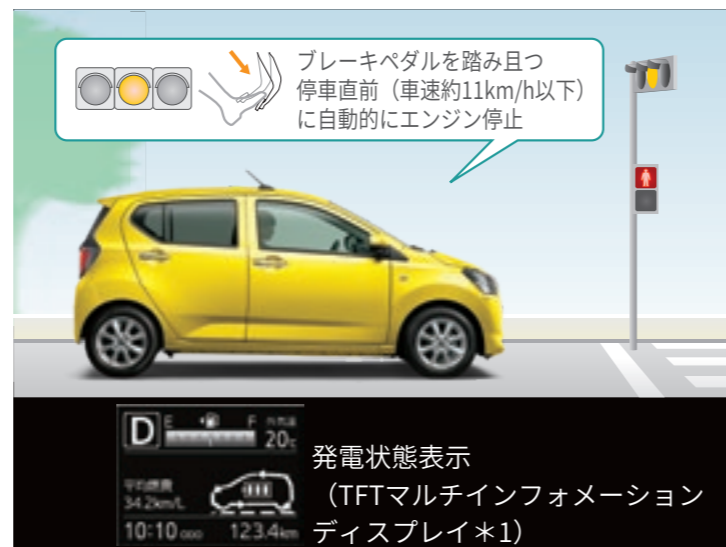 ブレーキペダルを踏み且つ
停車直前（車速約11km/h以下）
に自動的にエンジン停止
D
E F
外気温
20℃
平均燃費
34.2km/L
10:10 123.4km
発電状態表示
（TFTマルチインフォメーション
ディスプレイ＊1）